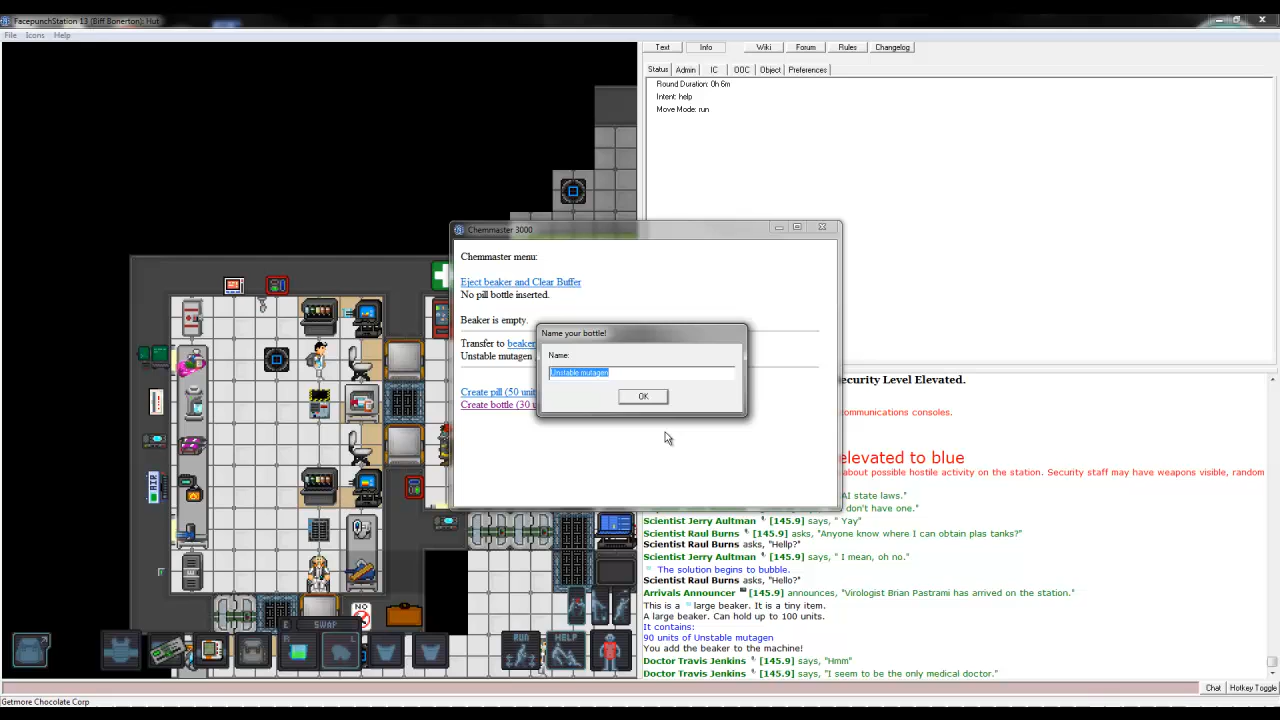 FacepunchStation 13 (Biff Bonerton): Hut
File Icons Help
Text Info Wiki Forum Rules Changelog
Status Admin IC OOC Object Preferences
Round Duration: 0h 6m
Intent: help
Move Mode: run
Chemmaster 3000
Chemmaster menu:
Eject beaker and Clear Buffer
No pill bottle inserted.
Beaker is empty.
Transfer to beaker
Unstable mutagen
Create pill (50 unit
Create bottle (30 u
Name your bottle!
Name:
Unstable mutagen
OK
ecurity Level Elevated.
ommunications consoles.
elevated to blue
about possible hostile activity on the station. Security staff may have weapons visible, random
AI state laws."
don't have one."
Scientist Jerry Aultman [145.9] says, " Yay"
Scientist Raul Burns [145.9] asks, "Anyone know where I can obtain plas tanks?"
Scientist Raul Burns asks, "Hellp?"
Scientist Jerry Aultman [145.9] says, " I mean, oh no."
The solution begins to bubble.
Scientist Raul Burns asks, "Hello?"
Arrivals Announcer [145.9] announces, "Virologist Brian Pastrami has arrived on the station."
This is a large beaker. It is a tiny item.
A large beaker. Can hold up to 100 units.
It contains:
90 units of Unstable mutagen
You add the beaker to the machine!
Doctor Travis Jenkins [145.9] says, "Hmm"
Doctor Travis Jenkins [145.9] says, "I seem to be the only medical doctor."
AIR
NO
SWAP
R L
RUN HELP
Chat Hotkey Toggle
Getmore Chocolate Corp